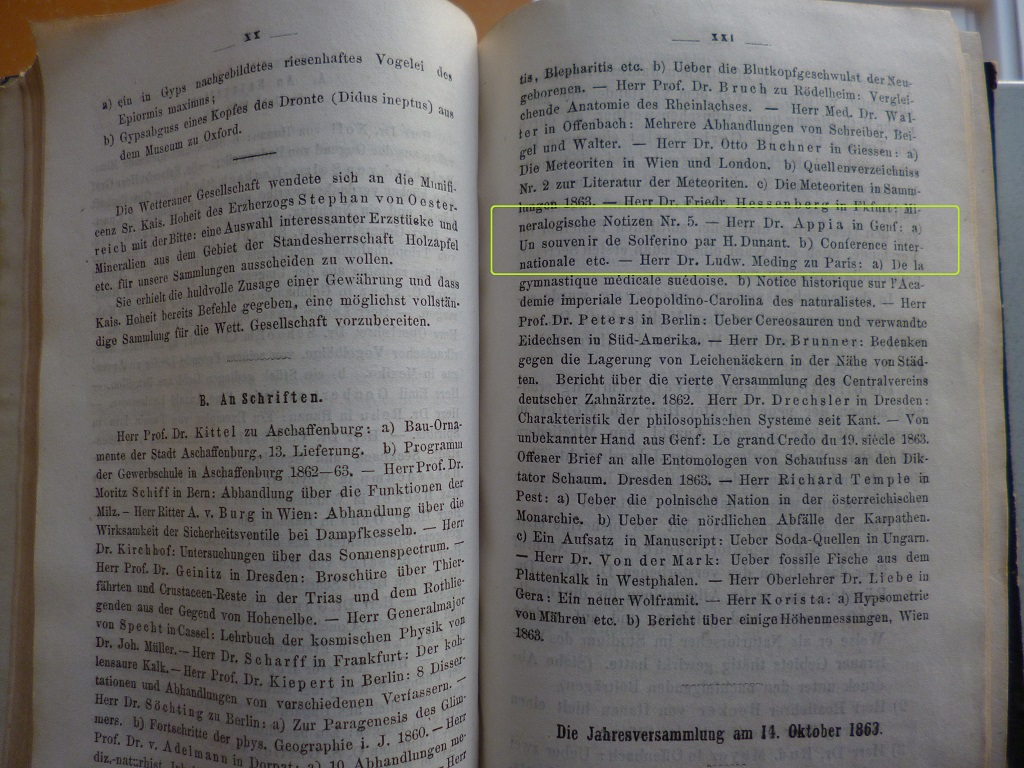 XX
a) ein in Gyps nachgebildetes riesenhaftes Vogelei des
Epiornis maximus;
b) Gypsabguss eines Kopfes des Dronte (Didus ineptus) aus
dem Museum zu Oxford.
Die Wetterauer Gesellschaft wendete sich an die Munifi-
cenz Sr. Kais. Hoheit des Erzherzogs Stephan von Oester-
reich mit der Bitte: eine Auswahl interessanter Erzstücke und
Mineralien aus dem Gebiet der Standesherrschaft Holzapfel
etc. für unsere Sammlungen ausscheiden zu wollen.
Sie erhielt die huldvolle Zusage einer Gewährung und dass
Kais. Hoheit bereits Befehle gegeben, eine möglichst vollstän-
dige Sammlung für die Wett. Gesellschaft vorzubereiten.
B. An Schriften.
Herr Prof. Dr. Kittel zu Aschaffenburg: a) Bau-Orna-
mente der Stadt Aschaffenburg, 13. Lieferung. b) Programm
der Gewerbschule in Aschaffenburg 1862—63. — Herr Prof. Dr.
Moritz Schiff in Bern: Abhandlung über die Funktionen der
Milz. - Herr Ritter A. v. Burg in Wien: Abhandlung über die
Wirksamkeit der Sicherheitsventile bei Dampfkesseln. — Herr
Dr. Kirchhof: Untersuchungen über das Sonnenspectrum. —
Herr Prof. Dr. Geinitz in Dresden: Broschüre über Thier-
fährten und Crustaceen-Reste in der Trias und dem Rothlie-
genden aus der Gegend von Hohenelbe. — Herr Generalmajor
von Specht in Cassel: Lehrbuch der kosmischen Physik von
Dr. Joh. Müller. — Herr Dr. Scharff in Frankfurt: Der koh-
lensaure Kalk. — Herr Prof. Dr. Kiepert in Berlin: 8 Disser-
tationen und Abhandlungen von verschiedenen Verfassern. —
Herr Dr. Söchting zu Berlin: a) Zur Paragenesis des Glim-
mers. b) Fortschritte der phys. Geographie i. J. 1860. — Herr
Prof. Dr. v. Adelmann in Dorpat: a) 10 Abhandlungen me-
diz.-naturhist. Herr
XXI
tis, Blepharitis etc. b) Ueber die Blutkopfgeschwulst der Neu-
geborenen. — Herr Prof. Dr. Bruch zu Rödelheim: Verglei-
chende Anatomie des Rheinlachses. — Herr Med. Dr. Wal-
ter in Offenbach: Mehrere Abhandlungen von Schreiber, Bei-
gel und Walter. — Herr Dr. Otto Buchner in Giessen: a)
Die Meteoriten in Wien und London. b) Quellenverzeichniss
Nr. 2 zur Literatur der Meteoriten. c) Die Meteoriten in Samm-
lungen 1863. — Herr Dr. Friedr. Hessenberg in Fkfurt: Mi-
neralogische Notizen Nr. 5. — Herr Dr. Appia in Genf: a)
Un souvenir de Solferino par H. Dunant. b) Conference inter-
nationale etc. — Herr Dr. Ludw. Meding zu Paris: a) De la
gymnastique médicale suédoise. b) Notice historique sur l'Aca-
demie imperiale Leopoldino-Carolina des naturalistes. — Herr
Prof. Dr. Peters in Berlin: Ueber Cereosauren und verwandte
Eidechsen in Süd-Amerika. — Herr Dr. Brunner: Bedenken
gegen die Lagerung von Leichenäckern in der Nähe von Städ-
ten. Bericht über die vierte Versammlung des Centralvereins
deutscher Zahnärzte. 1862. Herr Dr. Drechsler in Dresden:
Charakteristik der philosophischen Systeme seit Kant. — Von
unbekannter Hand aus Genf: Le grand Credo du 19. siècle 1863.
Offener Brief an alle Entomologen von Schaufuss an den Dik-
tator Schaum. Dresden 1863. — Herr Richard Temple in
Pest: a) Ueber die polnische Nation in der österreichischen
Monarchie. b) Ueber die nördlichen Abfälle der Karpathen.
c) Ein Aufsatz in Manuscript: Ueber Soda-Quellen in Ungarn.
— Herr Dr. Von der Mark: Ueber fossile Fische aus dem
Plattenkalk in Westphalen. — Herr Oberlehrer Dr. Liebe in
Gera: Ein neuer Wolframit. — Herr Korista: a) Hypsometrie
von Mähren etc. b) Bericht über einige Höhenmessungen, Wien
1863.
Die Jahresversammlung am 14. Oktober 1863.